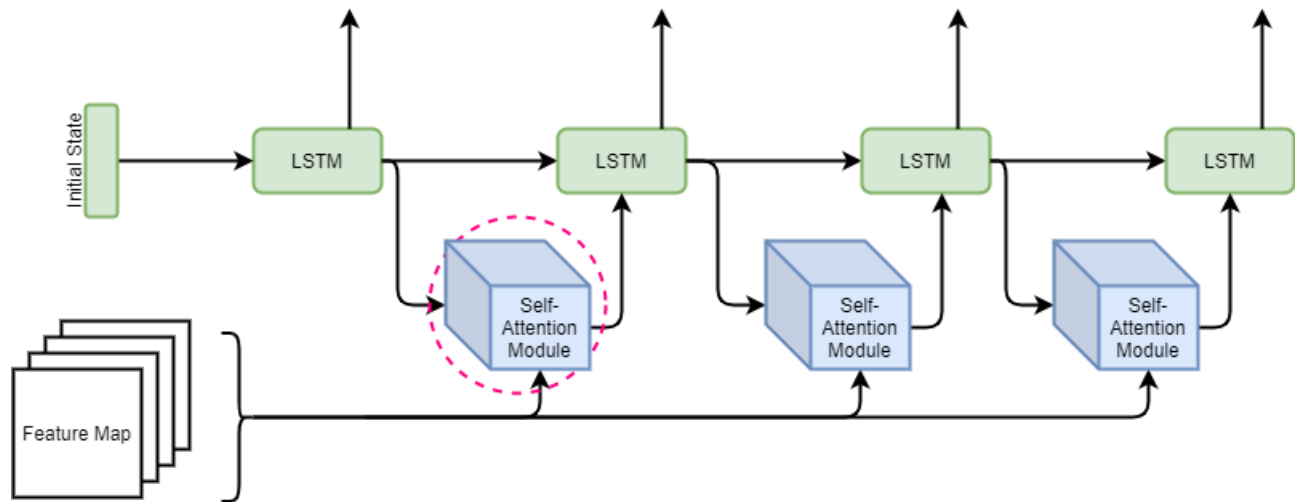 Initial State
LSTM
LSTM
LSTM
LSTM
Self-
Attention
Module
Self-
Attention
Module
Self-
Attention
Module
Feature Map